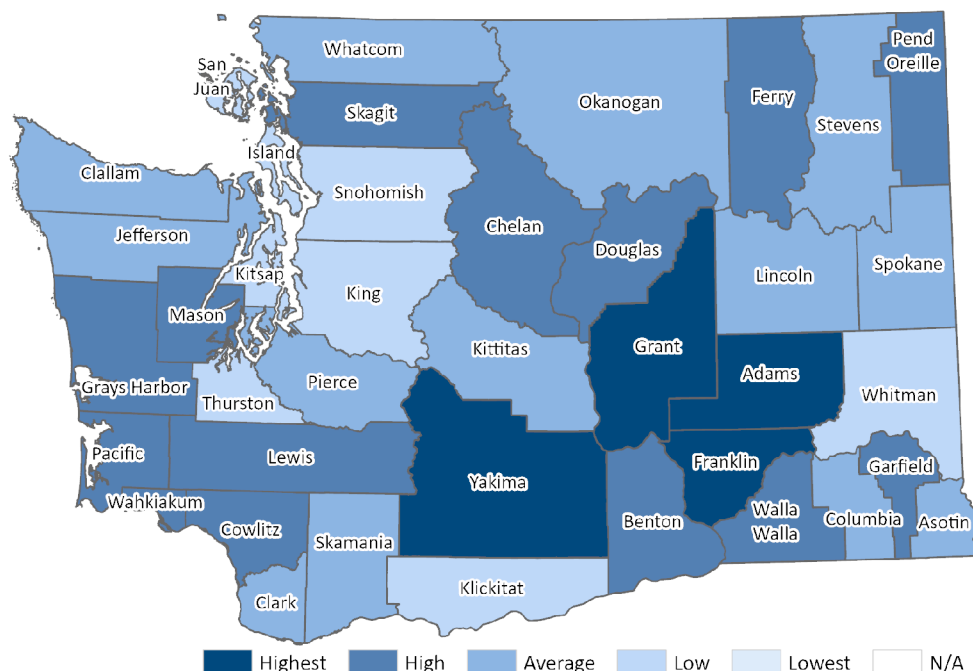 Whatcom
Pend
Oreille
San
Juan
Skagit
Okanogan
Ferry
Stevens
Island
Clallam
Snohomish
Chelan
Jefferson
Douglas
Kitsap
Lincoln
Spokane
King
Mason
Kittitas
Grant
Adams
Grays Harbor
Thurston
Pierce
Whitman
Pacific
Lewis
Yakima
Franklin
Garfield
Wahkiakum
Cowlitz
Skamania
Benton
Walla
Walla
Columbia
Asotin
Clark
Klickitat
Highest High Average Low Lowest N/A